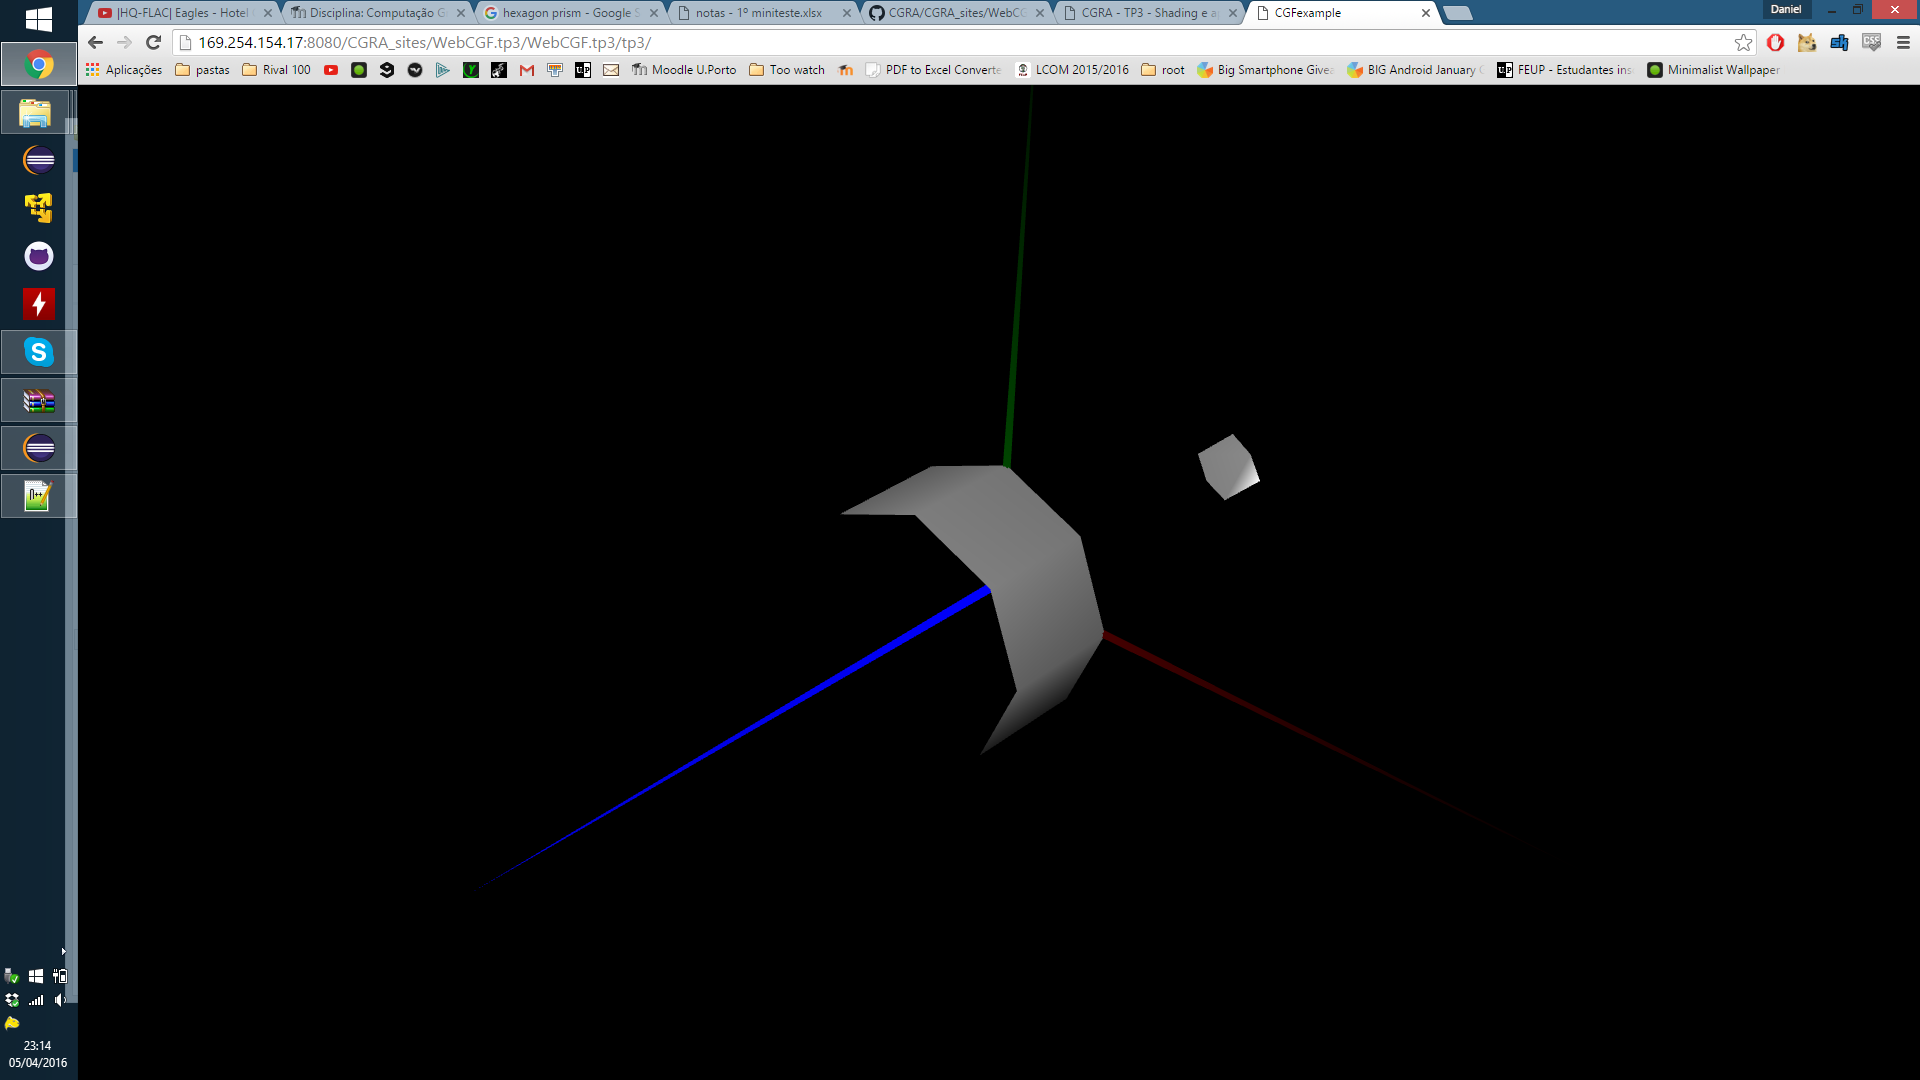 |HQ-FLAC| Eagles - Hotel
Disciplina: Computação G
hexagon prism - Google S
notas - 1º miniteste.xlsx
CGRA/CGRA_sites/WebCG
CGRA - TP3 - Shading e a
CGFexample
Daniel
169.254.154.17:8080/CGRA_sites/WebCGF.tp3/WebCGF.tp3/tp3/
Aplicações
pastas
Rival 100
Moodle U.Porto
Too watch
PDF to Excel Converte
LCOM 2015/2016
root
Big Smartphone Give
BIG Android January
FEUP - Estudantes ins
Minimalist Wallpaper
23:14
05/04/2016